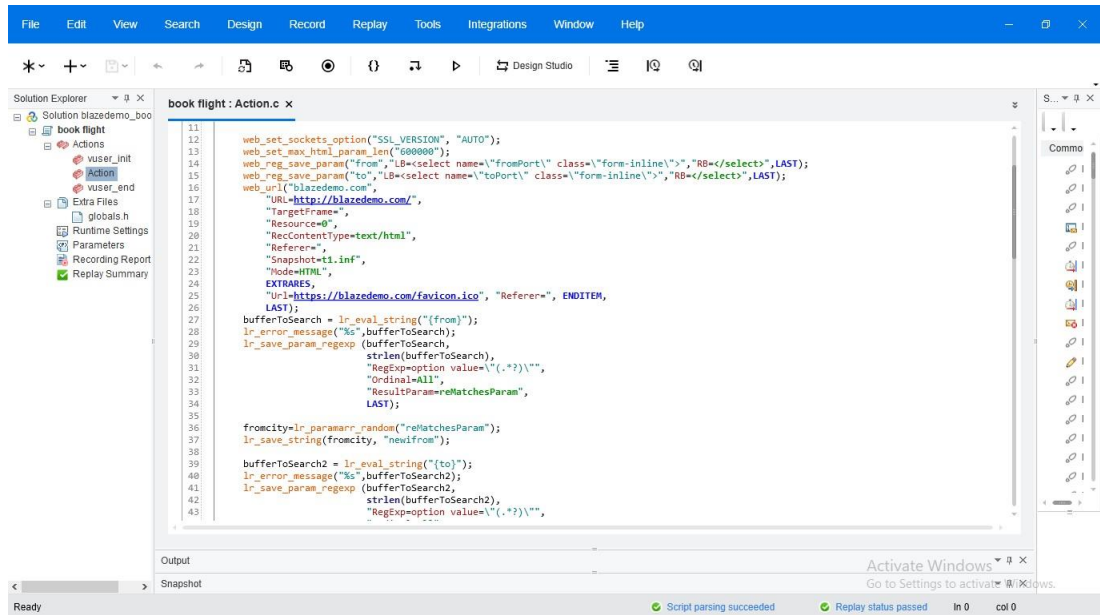 File Edit View Search Design Record Replay Tools Integrations Window Help
Design Studio
Solution Explorer
Solution blazedemo_boo
book flight
Actions
vuser_init
Action
vuser_end
Extra Files
globals.h
Runtime Settings
Parameters
Recording Report
Replay Summary
book flight : Action.c
11
12 web_set_sockets_option("SSL_VERSION", "AUTO");
13 web_set_max_html_param_len("600000");
14 web_reg_save_param("from","LB=<select name=\"fromPort\" class=\"form-inline\">","RB=</select>",LAST);
15 web_reg_save_param("to","LB=<select name=\"toPort\" class=\"form-inline\">","RB=</select>",LAST);
16 web_url("blazedemo.com",
17 "URL=http://blazedemo.com/",
18 "TargetFrame=",
19 "Resource=0",
20 "RecContentType=text/html",
21 "Referer=",
22 "Snapshot=t1.inf",
23 "Mode=HTML",
24 EXTRARES,
25 "Url=https://blazedemo.com/favicon.ico", "Referer=", ENDITEM,
26 LAST);
27 bufferToSearch = lr_eval_string("{from}");
28 lr_error_message("%s",bufferToSearch);
29 lr_save_param_regexp (bufferToSearch,
30 strlen(bufferToSearch),
31 "RegExp=option value=\"(.*?)\"",
32 "Ordinal=All",
33 "ResultParam=reMatchesParam",
34 LAST);
35
36 fromcity=lr_paramarr_random("reMatchesParam");
37 lr_save_string(fromcity, "newifrom");
38
39 bufferToSearch2 = lr_eval_string("{to}");
40 lr_error_message("%s",bufferToSearch2);
41 lr_save_param_regexp (bufferToSearch2,
42 strlen(bufferToSearch2),
43 "RegExp=option value=\"(.*?)\"",
S...
Commo
Output
Snapshot
Activate Windows
Go to Settings to activate Windows.
Ready
Script parsing succeeded
Replay status passed
ln 0 col 0